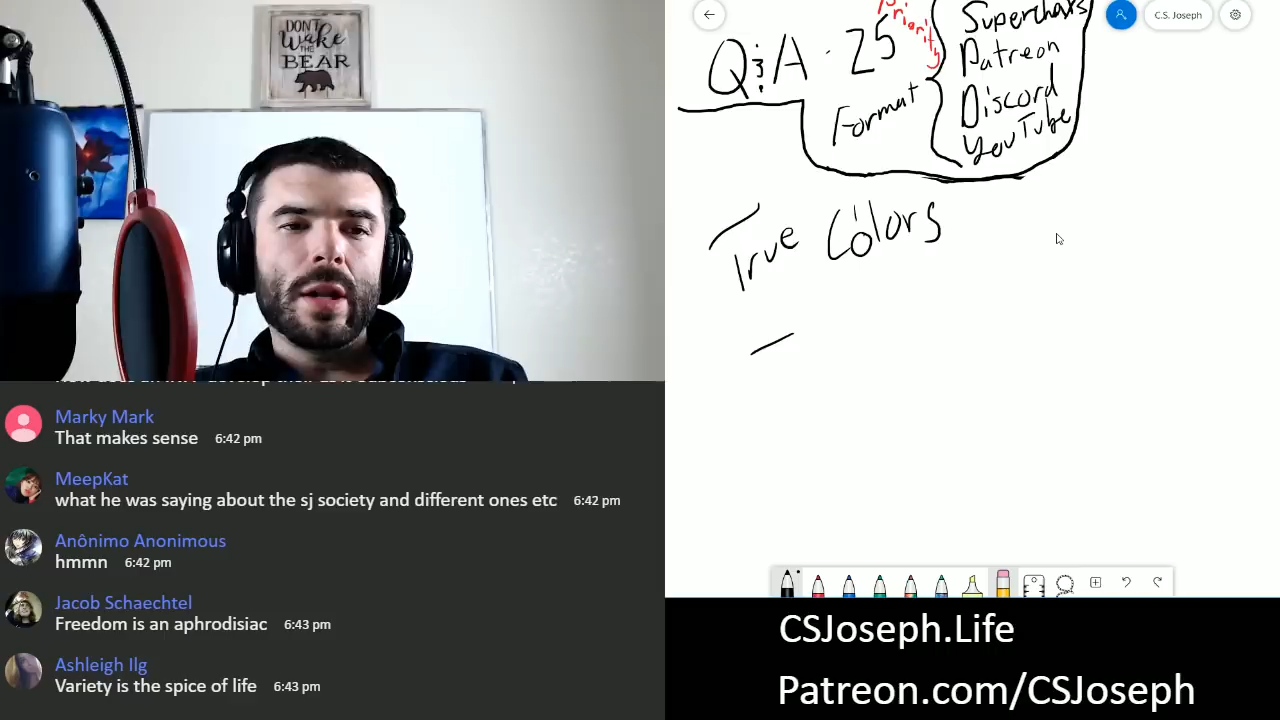 DON'T
Wake
THE
BEAR
Q&A · 25
Format
Priority
Superchats
Patreon
Discord
YouTube
C.S. Joseph
True Colors
Marky Mark
That makes sense 6:42 pm
MeepKat
what he was saying about the sj society and different ones etc 6:42 pm
Anônimo Anonimous
hmmn 6:42 pm
Jacob Schaechtel
Freedom is an aphrodisiac 6:43 pm
Ashleigh Ilg
Variety is the spice of life 6:43 pm
CSJoseph.Life
Patreon.com/CSJoseph